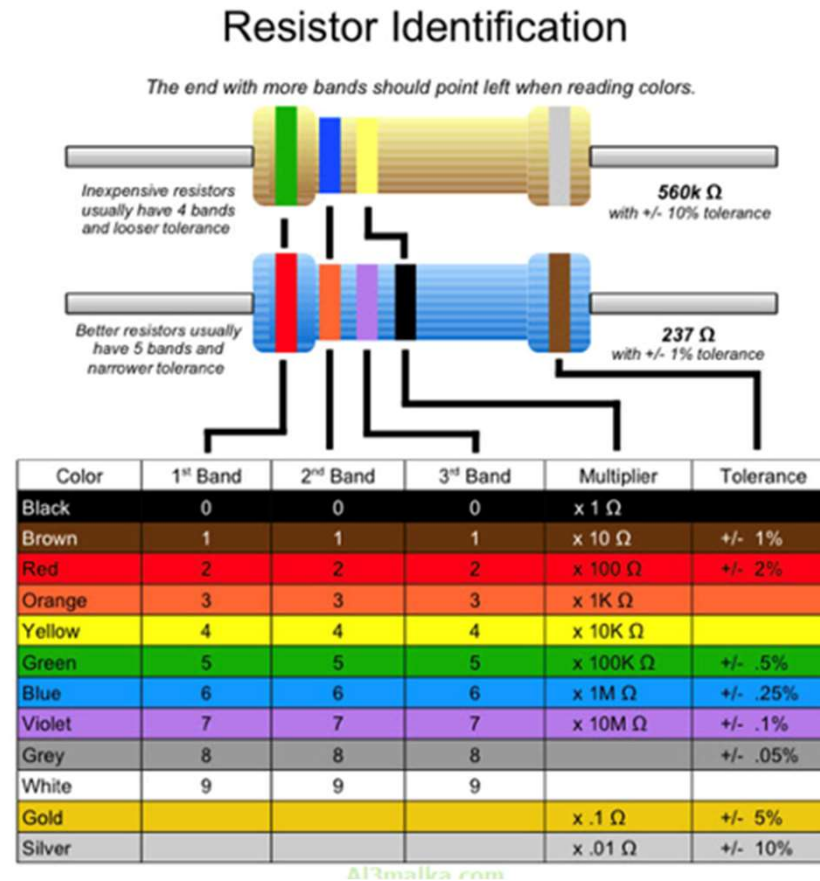 Resistor Identification
The end with more bands should point left when reading colors.
Inexpensive resistors
usually have 4 bands
and looser tolerance
560k Ω
with +/- 10% tolerance
Better resistors usually
have 5 bands and
narrower tolerance
237 Ω
with +/- 1% tolerance
Color 1st Band 2nd Band 3rd Band Multiplier Tolerance
Black 0 0 0 x 1 Ω
Brown 1 1 1 x 10 Ω +/- 1%
Red 2 2 2 x 100 Ω +/- 2%
Orange 3 3 3 x 1K Ω
Yellow 4 4 4 x 10K Ω
Green 5 5 5 x 100K Ω +/- .5%
Blue 6 6 6 x 1M Ω +/- .25%
Violet 7 7 7 x 10M Ω +/- .1%
Grey 8 8 8 +/- .05%
White 9 9 9
Gold x .1 Ω +/- 5%
Silver x .01 Ω +/- 10%
Al3malka.com